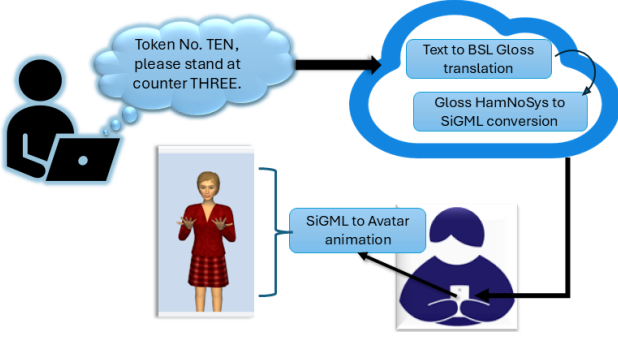 Token No. TEN,
please stand at
counter THREE.
Text to BSL Gloss
translation
Gloss HamNoSys to
SiGML conversion
SiGML to Avatar
animation